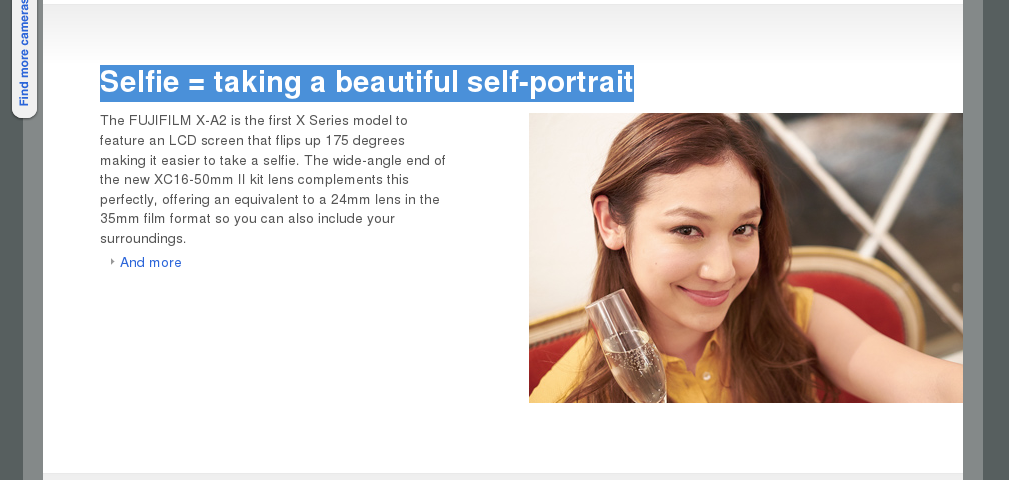 Find more cameras
Selfie = taking a beautiful self-portrait
The FUJIFILM X-A2 is the first X Series model to
feature an LCD screen that flips up 175 degrees
making it easier to take a selfie. The wide-angle end of
the new XC16-50mm II kit lens complements this
perfectly, offering an equivalent to a 24mm lens in the
35mm film format so you can also include your
surroundings.
And more